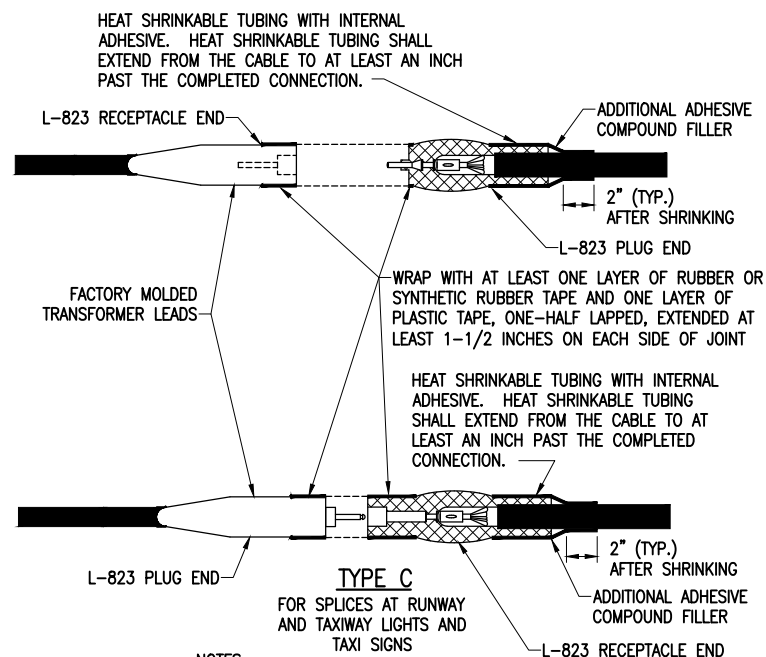 HEAT SHRINKABLE TUBING WITH INTERNAL
ADHESIVE. HEAT SHRINKABLE TUBING SHALL
EXTEND FROM THE CABLE TO AT LEAST AN INCH
PAST THE COMPLETED CONNECTION.
L-823 RECEPTACLE END
ADDITIONAL ADHESIVE
COMPOUND FILLER
2" (TYP.)
AFTER SHRINKING
L-823 PLUG END
FACTORY MOLDED
TRANSFORMER LEADS
WRAP WITH AT LEAST ONE LAYER OF RUBBER OR
SYNTHETIC RUBBER TAPE AND ONE LAYER OF
PLASTIC TAPE, ONE-HALF LAPPED, EXTENDED AT
LEAST 1-1/2 INCHES ON EACH SIDE OF JOINT
HEAT SHRINKABLE TUBING WITH INTERNAL
ADHESIVE. HEAT SHRINKABLE TUBING
SHALL EXTEND FROM THE CABLE TO AT
LEAST AN INCH PAST THE COMPLETED
CONNECTION.
2" (TYP.)
AFTER SHRINKING
L-823 PLUG END
TYPE C
FOR SPLICES AT RUNWAY
AND TAXIWAY LIGHTS AND
TAXI SIGNS
ADDITIONAL ADHESIVE
COMPOUND FILLER
L-823 RECEPTACLE END
NOTES